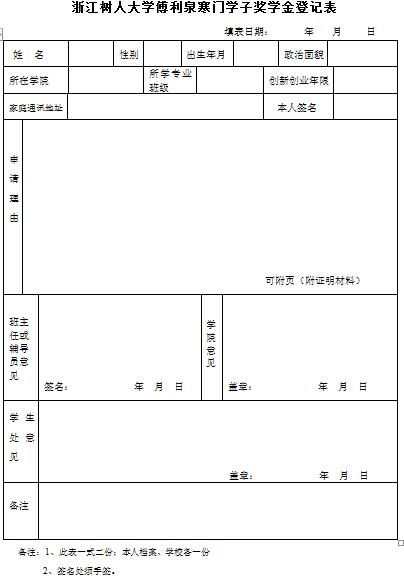 浙江树人大学傅利泉寒门学子奖学金登记表
填表日期： 年 月 日
姓 名 性别 出生年月 政治面貌
所在学院 所学专业班级 创新创业年限
家庭通讯地址 本人签名
申请理由
可附页（附证明材料）
班主任或辅导员意见
签名： 年 月 日
学院意见
盖章： 年 月 日
学生处意见
盖章： 年 月 日
备注
备注：1、此表一式二份；本人档案、学校各一份
2、签名处须手签。